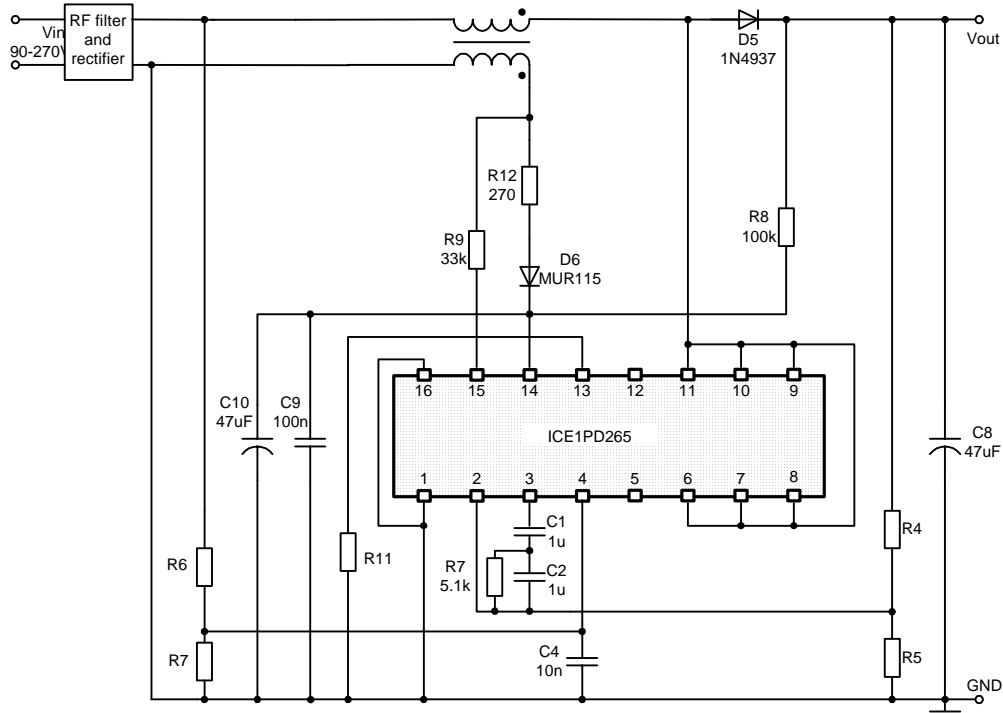 RF filter
and
rectifier
Vin
90-270V
D5
1N4937
Vout
R12
270
R8
100k
R9
33k
D6
MUR115
16
15
14
13
12
11
10
9
C10
47uF
C9
100n
ICE1PD265
C8
47uF
1
2
3
4
5
6
7
8
C1
1u
R4
R6
R11
R7
5.1k
C2
1u
R7
C4
10n
R5
GND